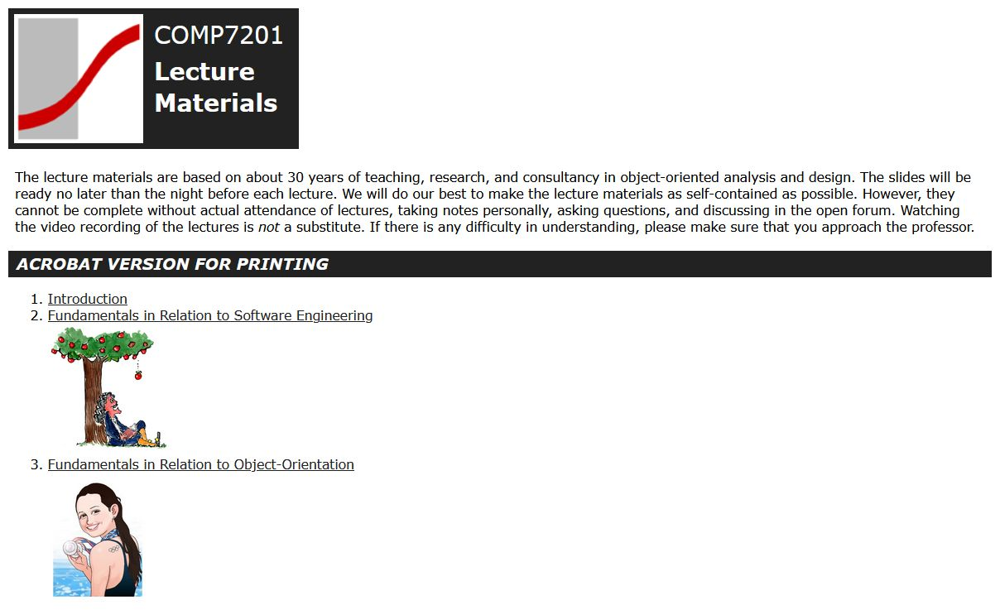 COMP7201
Lecture
Materials
The lecture materials are based on about 30 years of teaching, research, and consultancy in object-oriented analysis and design. The slides will be
ready no later than the night before each lecture. We will do our best to make the lecture materials as self-contained as possible. However, they
cannot be complete without actual attendance of lectures, taking notes personally, asking questions, and discussing in the open forum. Watching
the video recording of the lectures is not a substitute. If there is any difficulty in understanding, please make sure that you approach the professor.
ACROBAT VERSION FOR PRINTING
1. Introduction
2. Fundamentals in Relation to Software Engineering
3. Fundamentals in Relation to Object-Orientation